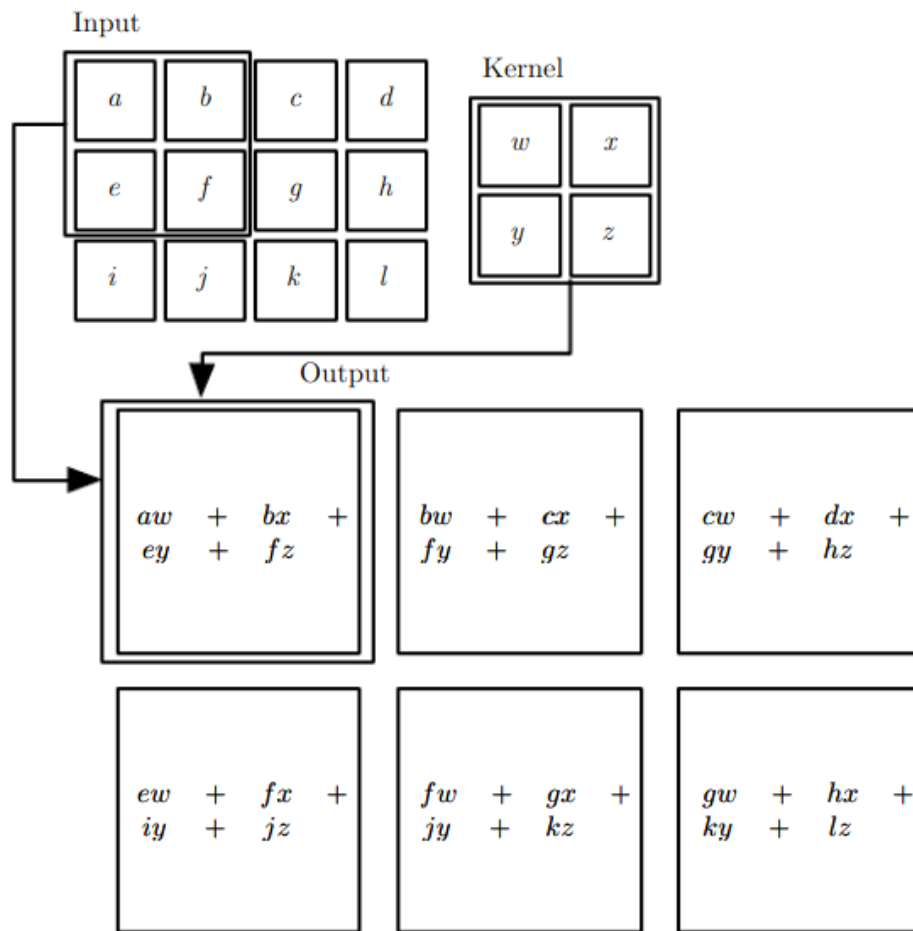 Input
Kernel
a b c d
w x
e f g h
y z
i j k l
Output
aw + bx +
ey + fz
bw + cx +
fy + gz
cw + dx +
gy + hz
ew + fx +
iy + jz
fw + gx +
jy + kz
gw + hx +
ky + lz